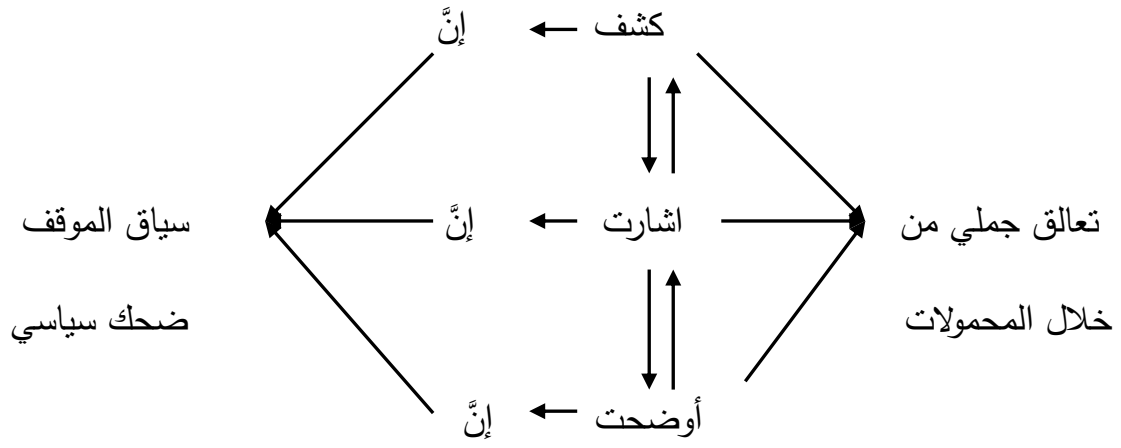 كشف إنَّ
تعالق جملي من اشارت إنَّ سياق الموقف
خلال المحمولات ضحك سياسي
أوضحت إنَّ